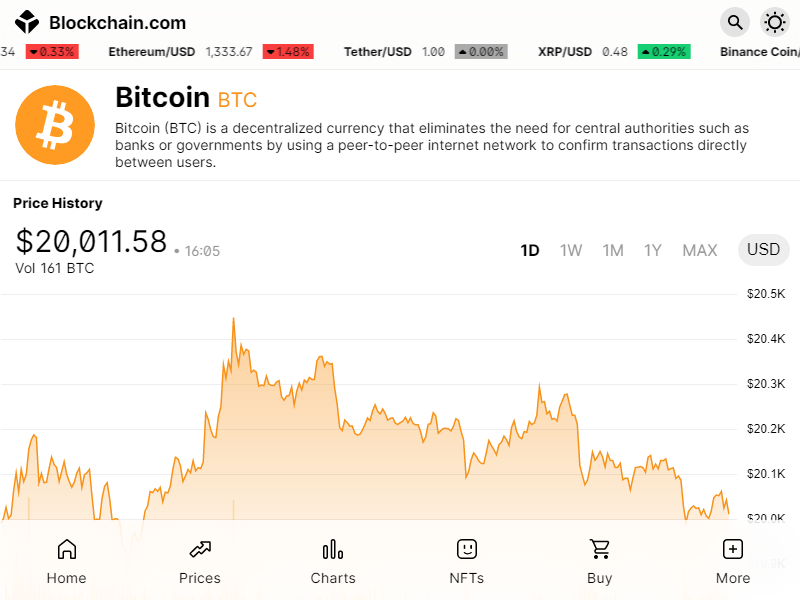 Blockchain.com
34 0.33% Ethereum/USD 1,333.67 1.48% Tether/USD 1.00 0.00% XRP/USD 0.48 0.29% Binance Coin/
Bitcoin BTC
Bitcoin (BTC) is a decentralized currency that eliminates the need for central authorities such as
banks or governments by using a peer-to-peer internet network to confirm transactions directly
between users.
Price History
$20,011.58 • 16:05
Vol 161 BTC
1D 1W 1M 1Y MAX USD
$20.5K
$20.4K
$20.3K
$20.2K
$20.1K
$20.0K
Home Prices Charts NFTs Buy More